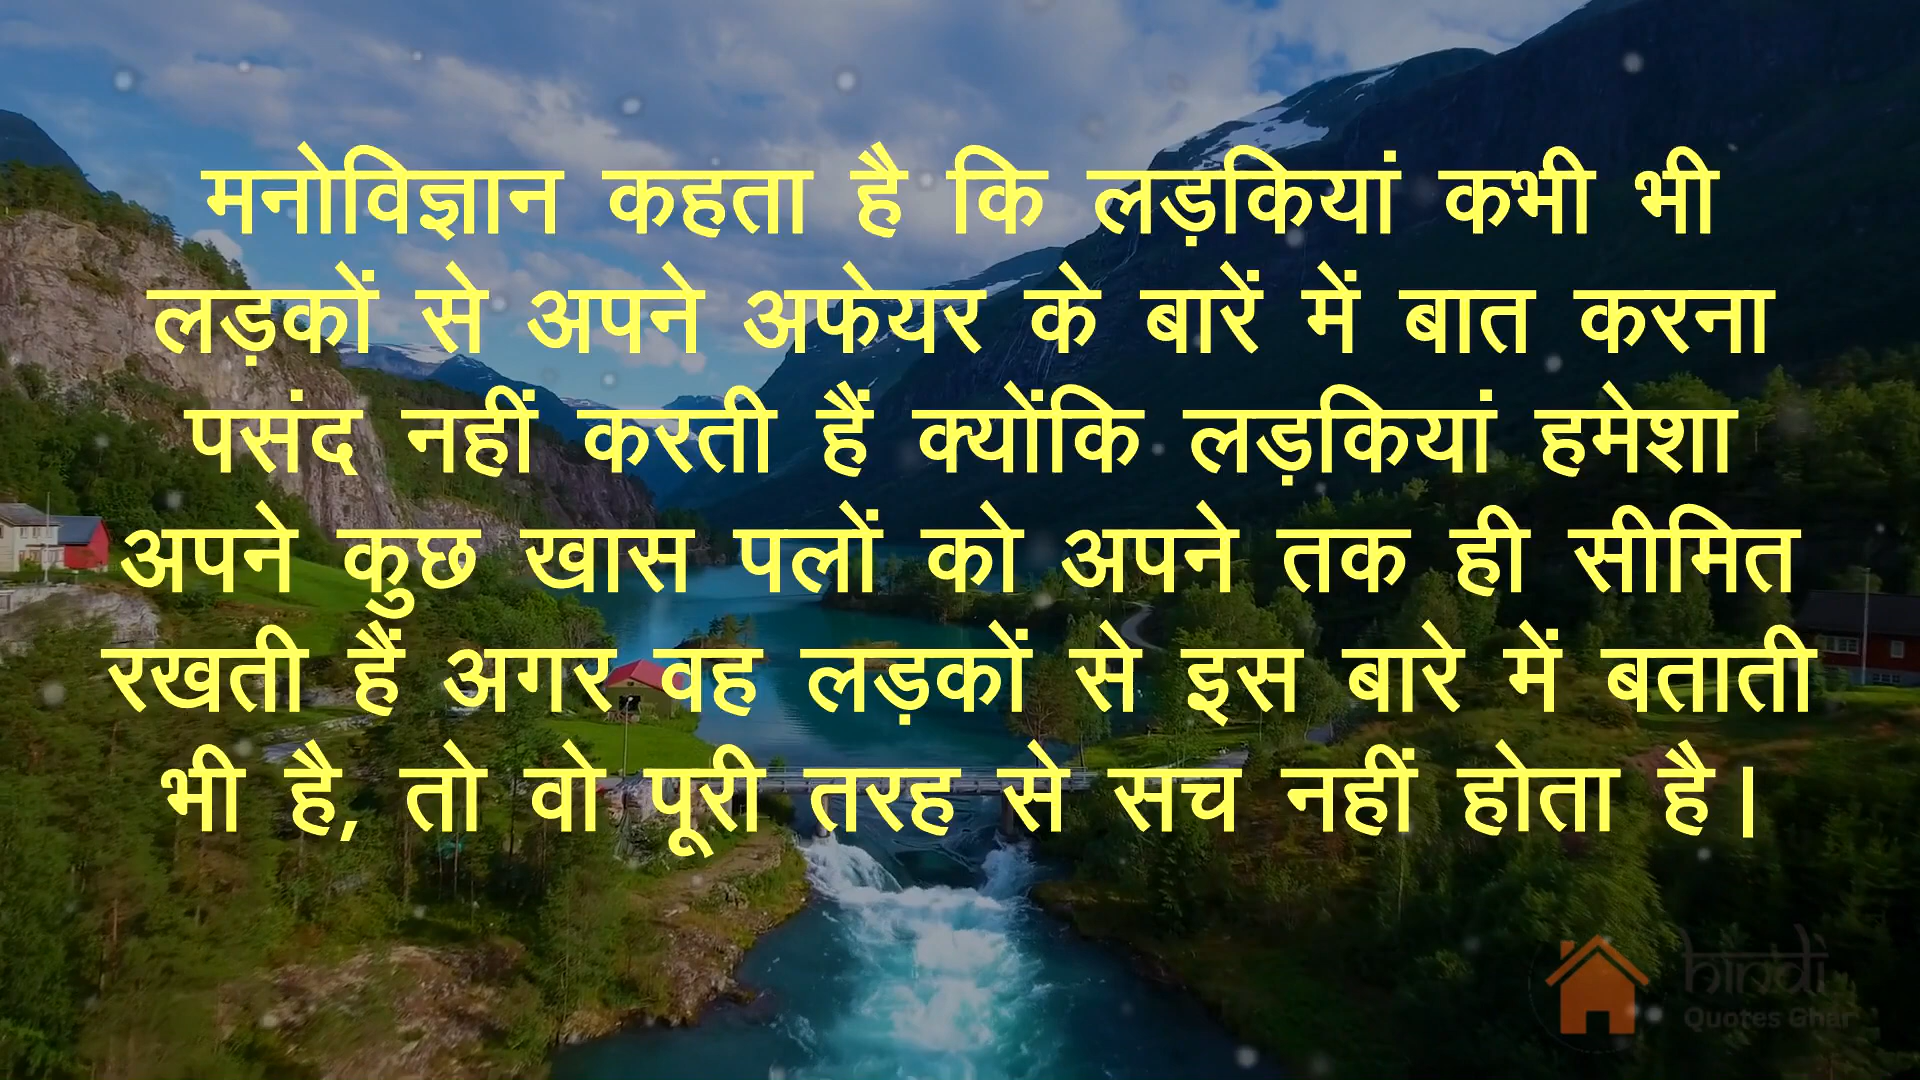 मनोविज्ञान कहता है कि लड़कियां कभी भी
लड़कों से अपने अफेयर के बारें में बात करना
पसंद नहीं करती हैं क्योंकि लड़कियां हमेशा
अपने कुछ खास पलों को अपने तक ही सीमित
रखती हैं अगर वह लड़कों से इस बारे में बताती
भी है, तो वो पूरी तरह से सच नहीं होता है।
hindi
Quotes Ghar